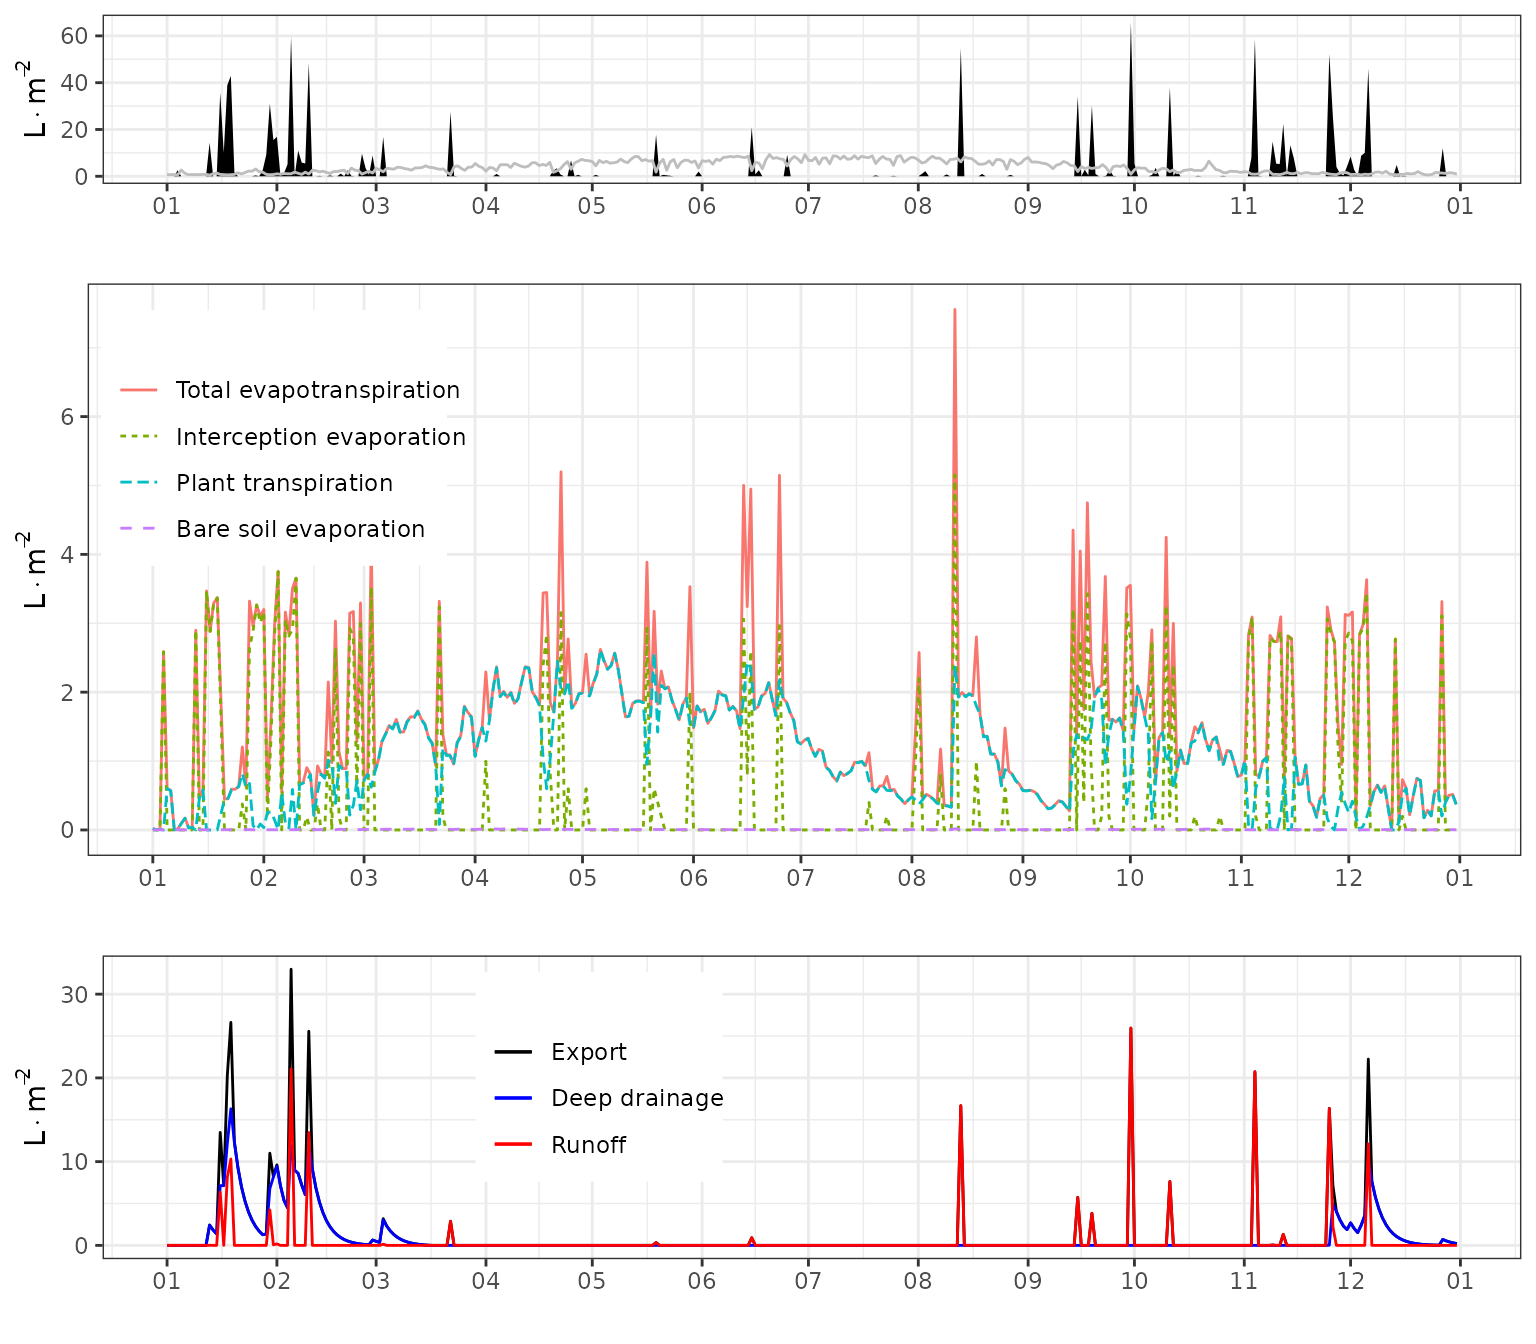 60
40
20
0
L · m⁻²
01 02 03 04 05 06 07 08 09 10 11 12 01
6
4
2
0
L · m⁻²
Total evapotranspiration
Interception evaporation
Plant transpiration
Bare soil evaporation
01 02 03 04 05 06 07 08 09 10 11 12 01
30
20
10
0
L · m⁻²
Export
Deep drainage
Runoff
01 02 03 04 05 06 07 08 09 10 11 12 01